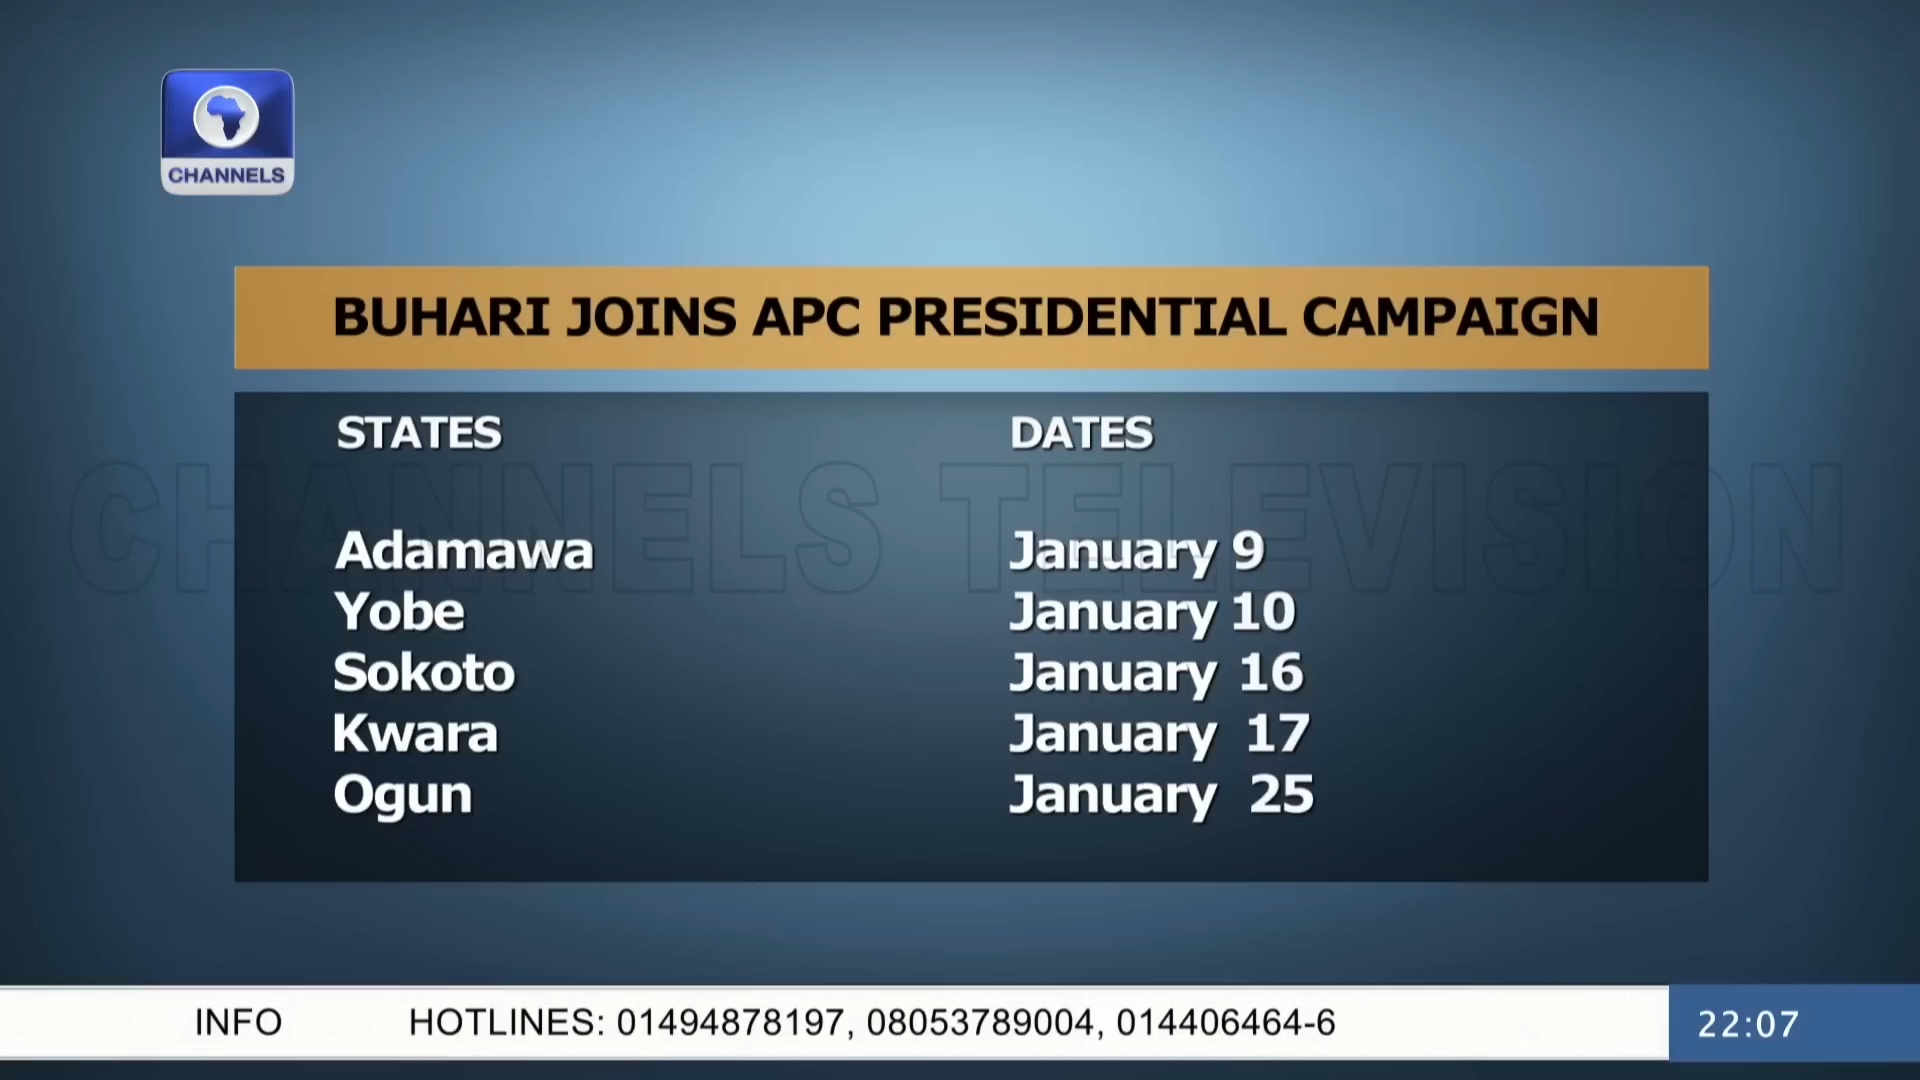 CHANNELS
BUHARI JOINS APC PRESIDENTIAL CAMPAIGN
STATES DATES
CHANNELS TELEVISION
Adamawa January 9
Yobe January 10
Sokoto January 16
Kwara January 17
Ogun January 25
INFO HOTLINES: 01494878197, 08053789004, 014406464-6
22:07